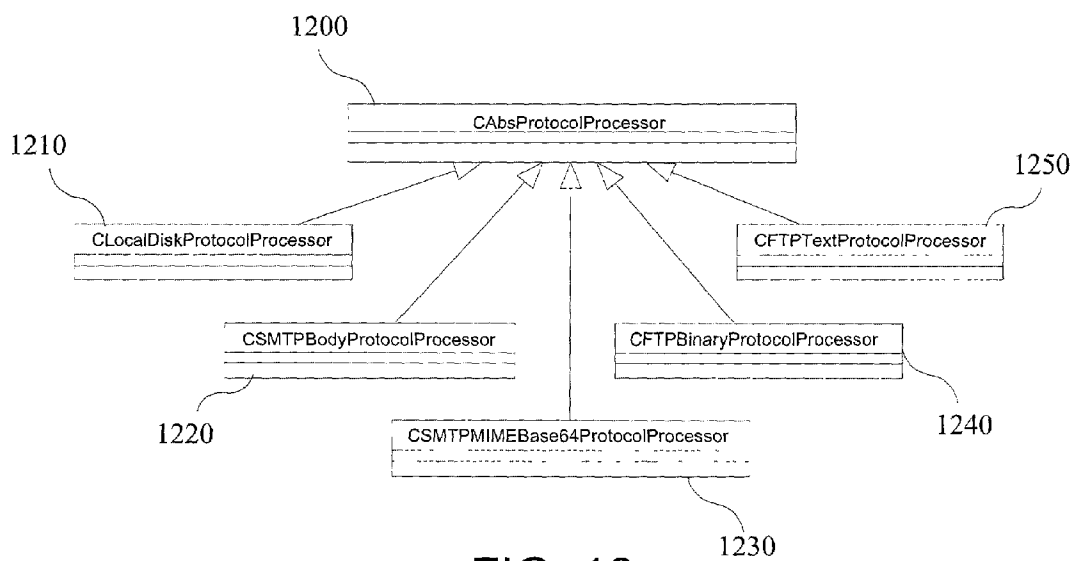 1200
CAbsProtocolProcessor
1210
1250
CLocalDiskProtocolProcessor
CFTPTextProtocolProcessor
CSMTPBodyProtocolProcessor
CFTPBinaryProtocolProcessor
1220
1240
CSMTPMIMEBase64ProtocolProcessor
1230